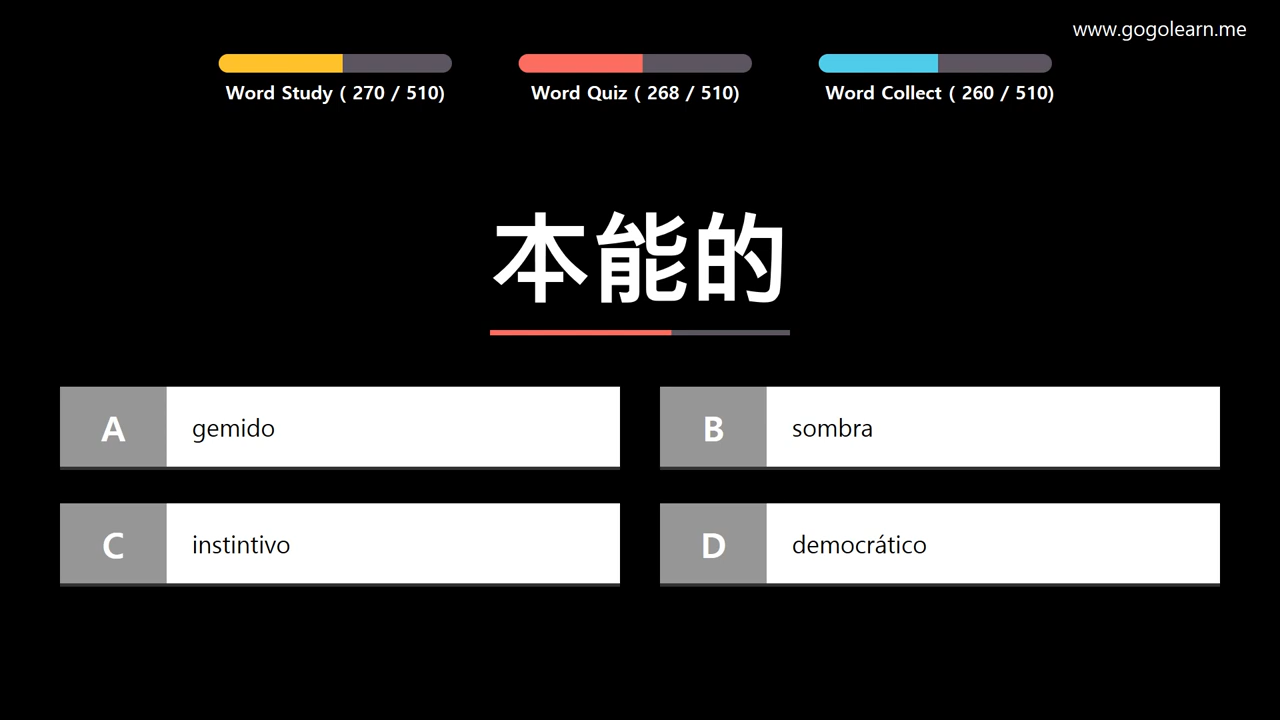 www.gogolearn.me
Word Study ( 270 / 510)
Word Quiz ( 268 / 510)
Word Collect ( 260 / 510)
本能的
A gemido
B sombra
C instintivo
D democrático